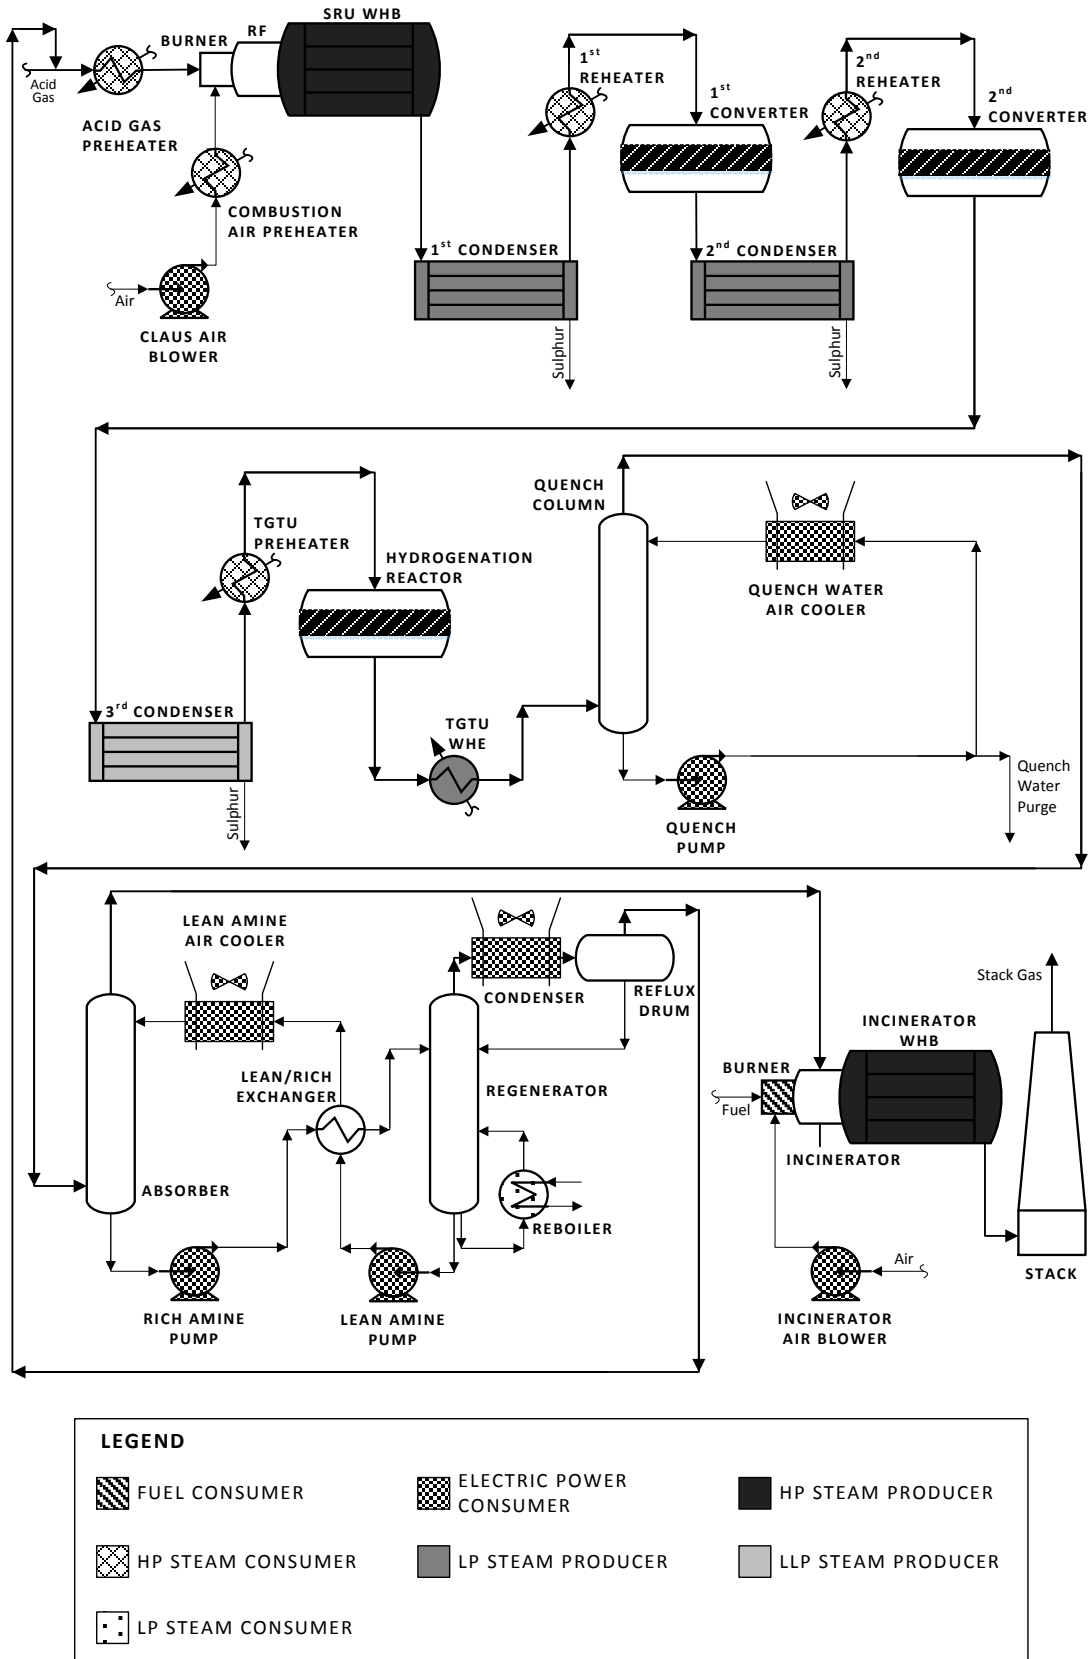 SRU WHB
RF
BURNER
Acid
Gas
ACID GAS
PREHEATER
COMBUSTION
AIR PREHEATER
Air
CLAUS AIR
BLOWER
1st CONDENSER
Sulphur
1st
REHEATER
1st
CONVERTER
2nd CONDENSER
Sulphur
2nd
REHEATER
2nd
CONVERTER
TGTU
PREHEATER
HYDROGENATION
REACTOR
3rd CONDENSER
Sulphur
TGTU
WHE
QUENCH
COLUMN
QUENCH WATER
AIR COOLER
QUENCH
PUMP
Quench
Water
Purge
LEAN AMINE
AIR COOLER
CONDENSER
REFLUX
DRUM
LEAN/RICH
EXCHANGER
REGENERATOR
ABSORBER
REBOILER
RICH AMINE
PUMP
LEAN AMINE
PUMP
Stack Gas
INCINERATOR
WHB
BURNER
Fuel
INCINERATOR
Air
INCINERATOR
AIR BLOWER
STACK
LEGEND
FUEL CONSUMER
ELECTRIC POWER
CONSUMER
HP STEAM PRODUCER
HP STEAM CONSUMER
LP STEAM PRODUCER
LLP STEAM PRODUCER
LP STEAM CONSUMER